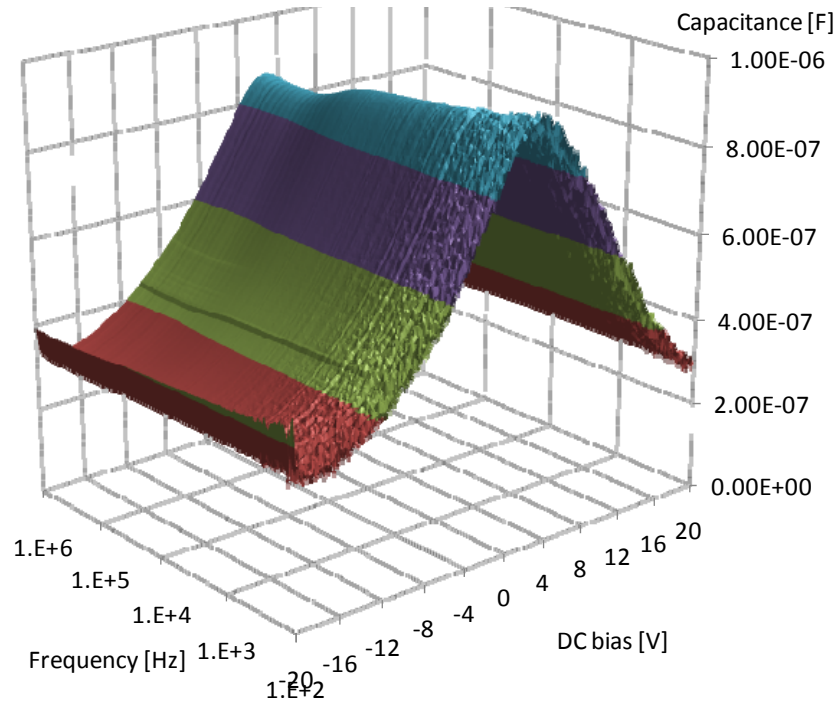 Capacitance [F]
1.00E-06
8.00E-07
6.00E-07
4.00E-07
2.00E-07
0.00E+00
1.E+6
1.E+5
1.E+4
1.E+3
1.E+2
Frequency [Hz]
-20
-16
-12
-8
-4
0
4
8
12
16
20
DC bias [V]